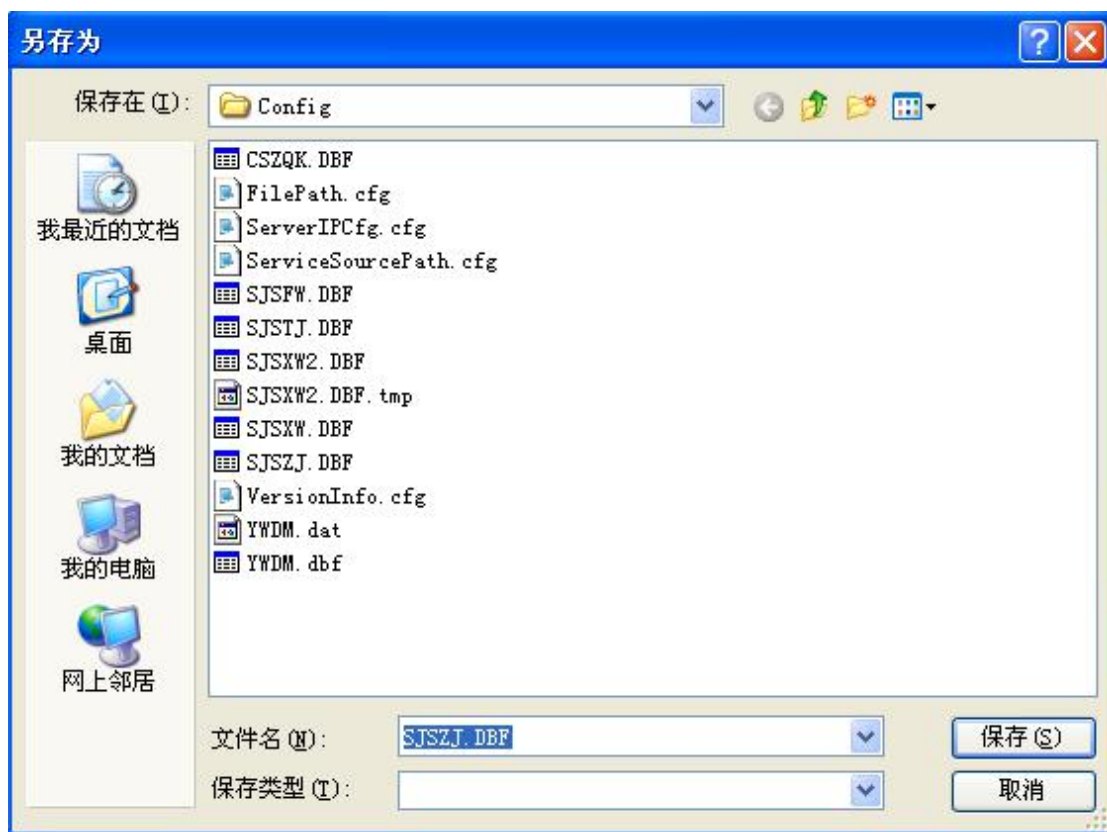 另存为
保存在(I):
Config
我最近的文档
桌面
我的文档
我的电脑
网上邻居
CSZQK.DBF
FilePath.cfg
ServerIPCfg.cfg
ServiceSourcePath.cfg
SJSFW.DBF
SJSTJ.DBF
SJSXW2.DBF
SJSXW2.DBF.tmp
SJSXW.DBF
SJSZJ.DBF
VersionInfo.cfg
YWDM.dat
YWDM.dbf
文件名(N): SJSZJ.DBF 保存(S)
保存类型(T): 取消